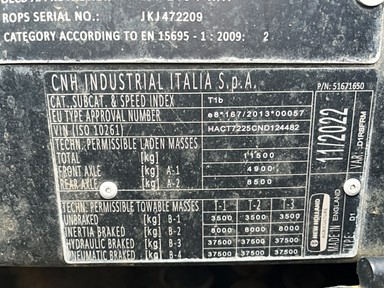 ROPS SERIAL No.: JKJ472209
CATEGORY ACCORDING TO EN 15695 - 1 : 2009: 2
CNH INDUSTRIAL ITALIA S.p.A.
P/N: 51671650
CAT. SUBCAT. & SPEED INDEX T1b
EU TYPE APPROVAL NUMBER e8*167/2013*00057
VIN (ISO 10261) HACT7225CND124482
TECHN. PERMISSIBLE LADEN MASSES
TOTAL [kg] 11500
FRONT AXLE [kg] A-1 4900
REAR AXLE [kg] A-2 8500
TECHN. PERMISSIBLE TOWABLE MASSES T-1 T-2 T-3
UNBRAKED [kg] B-1 3500 3500 3500
INERTIA BRAKED [kg] B-2 8000 8000 8000
HYDRAULIC BRAKED [kg] B-3 37500 37500 37500
PNEUMATIC BRAKED [kg] B-4 37500 37500 37500
11/2022
NEW HOLLAND
MADE IN ENGLAND
D1